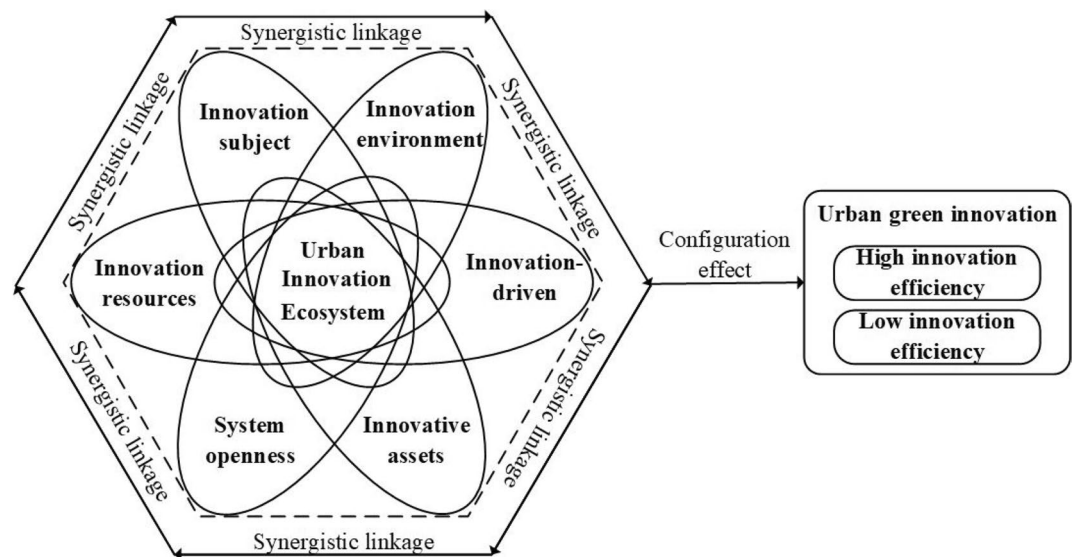 Synergistic linkage
Synergistic linkage
Synergistic linkage
Innovation
subject
Innovation
environment
Innovation
resources
Urban
Innovation
Ecosystem
Innovation-
driven
System
openness
Innovative
assets
Synergistic linkage
Synergistic linkage
Synergistic linkage
Configuration
effect
Urban green innovation
High innovation
efficiency
Low innovation
efficiency